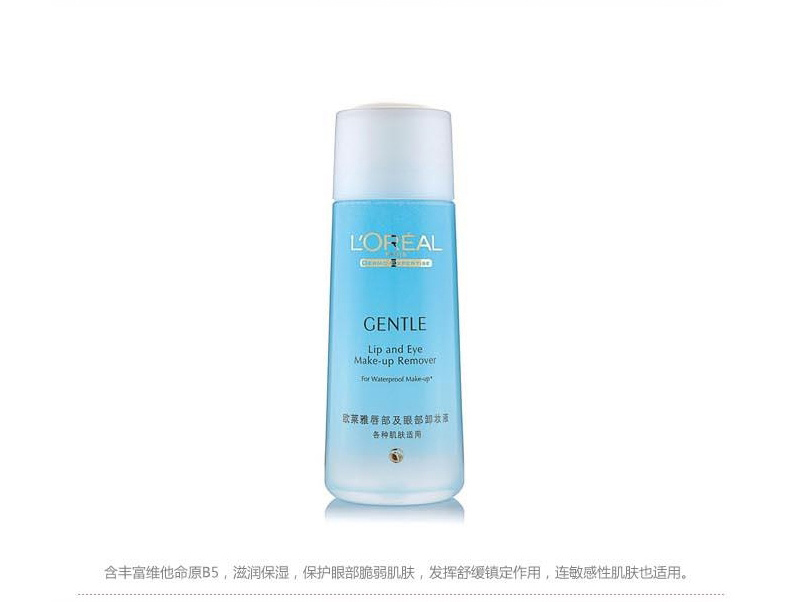 L'ORÉAL
PARIS
DERMO-EXPERTISE
GENTLE
Lip and Eye
Make-up Remover
For Waterproof Make-up*
欧莱雅唇部及眼部卸妆液
各种肌肤适用
含丰富维他命原B5，滋润保湿，保护眼部脆弱肌肤，发挥舒缓镇定作用，连敏感性肌肤也适用。